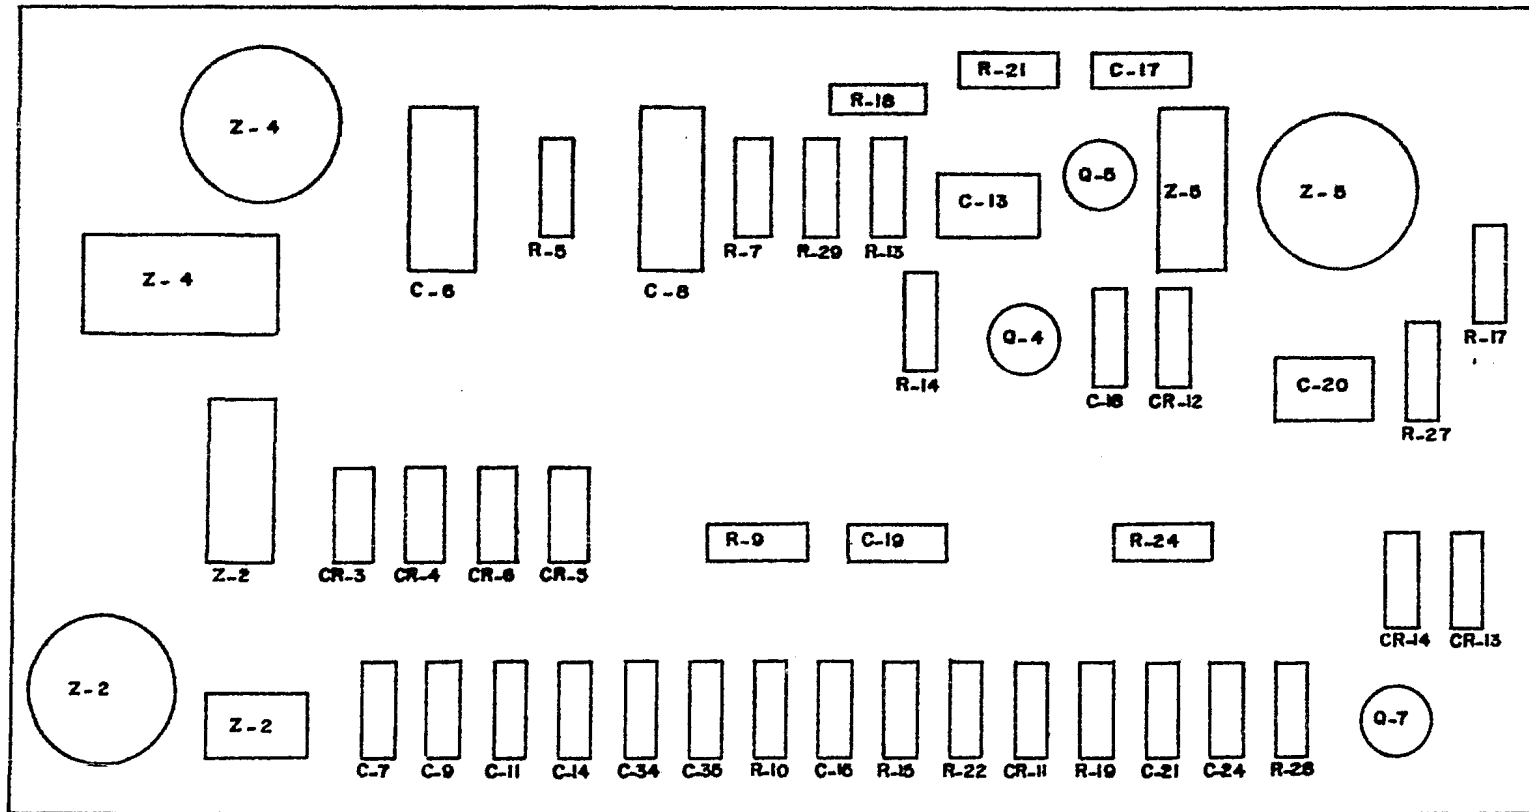 R-21
C-17
R-18
Z-4
Q-5
Z-5
Z-5
C-13
R-5
R-7
R-29
R-13
Z-4
C-6
C-8
Q-4
R-17
R-14
C-18
CR-12
C-20
R-27
R-9
C-19
R-24
Z-2
CR-3
CR-4
CR-6
CR-5
CR-14
CR-13
Z-2
Z-2
Q-7
C-7
C-9
C-11
C-14
C-34
C-35
R-10
C-16
R-15
R-22
CR-11
R-19
C-21
C-24
R-28